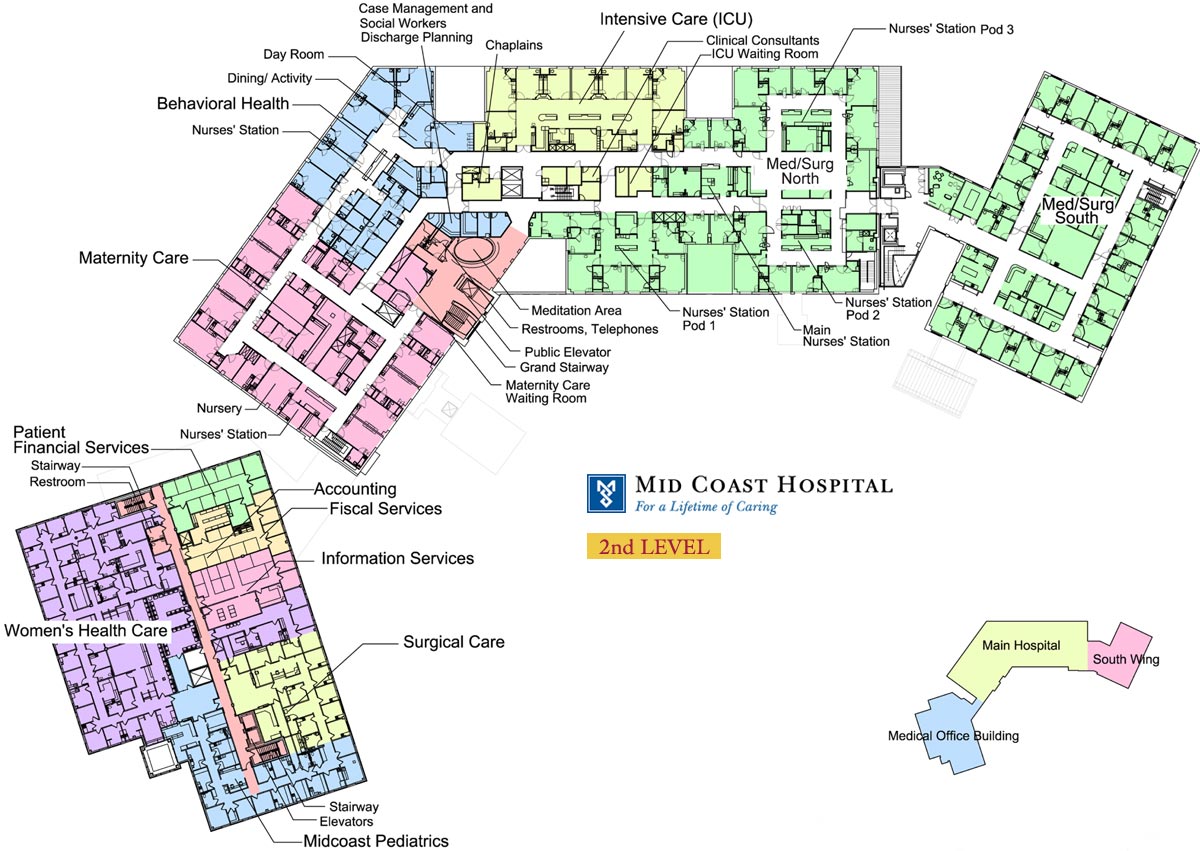 Case Management and
Social Workers
Discharge Planning
Intensive Care (ICU)
Chaplains
Clinical Consultants
ICU Waiting Room
Nurses' Station Pod 3
Day Room
Dining/ Activity
Behavioral Health
Nurses' Station
Med/Surg
North
Med/Surg
South
Maternity Care
Meditation Area
Restrooms, Telephones
Public Elevator
Grand Stairway
Maternity Care
Waiting Room
Nurses' Station
Pod 1
Main
Nurses' Station
Nurses' Station
Pod 2
Nursery
Nurses' Station
Patient
Financial Services
Stairway
Restroom
Accounting
Fiscal Services
Information Services
Women's Health Care
Surgical Care
Stairway
Elevators
Midcoast Pediatrics
MID COAST HOSPITAL
For a Lifetime of Caring
2nd LEVEL
Main Hospital
South Wing
Medical Office Building